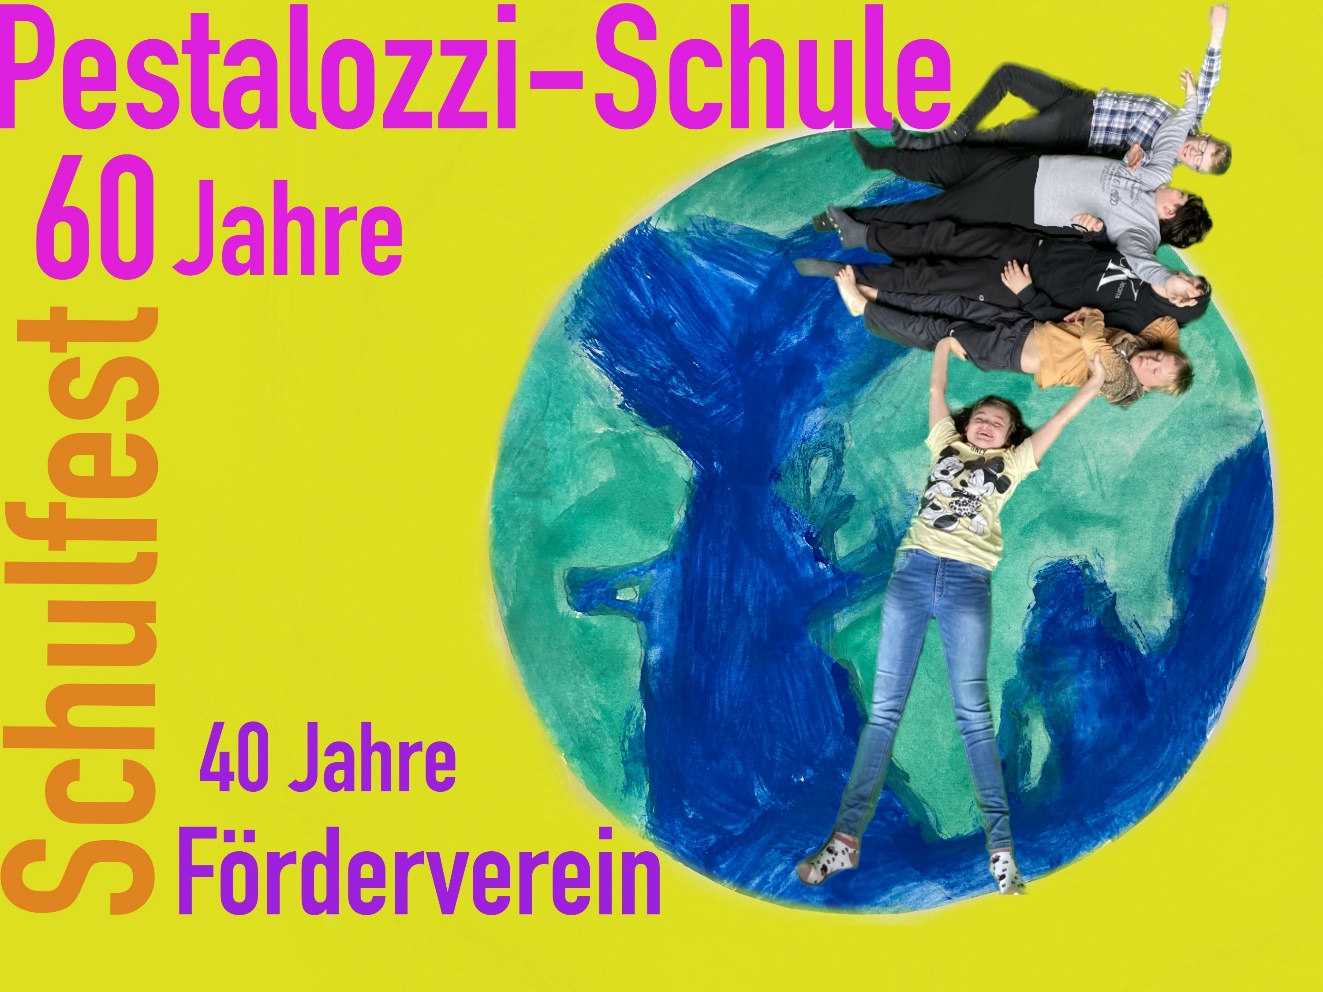 Pestalozzi-Schule
60 Jahre
Schulfest
40 Jahre
Förderverein